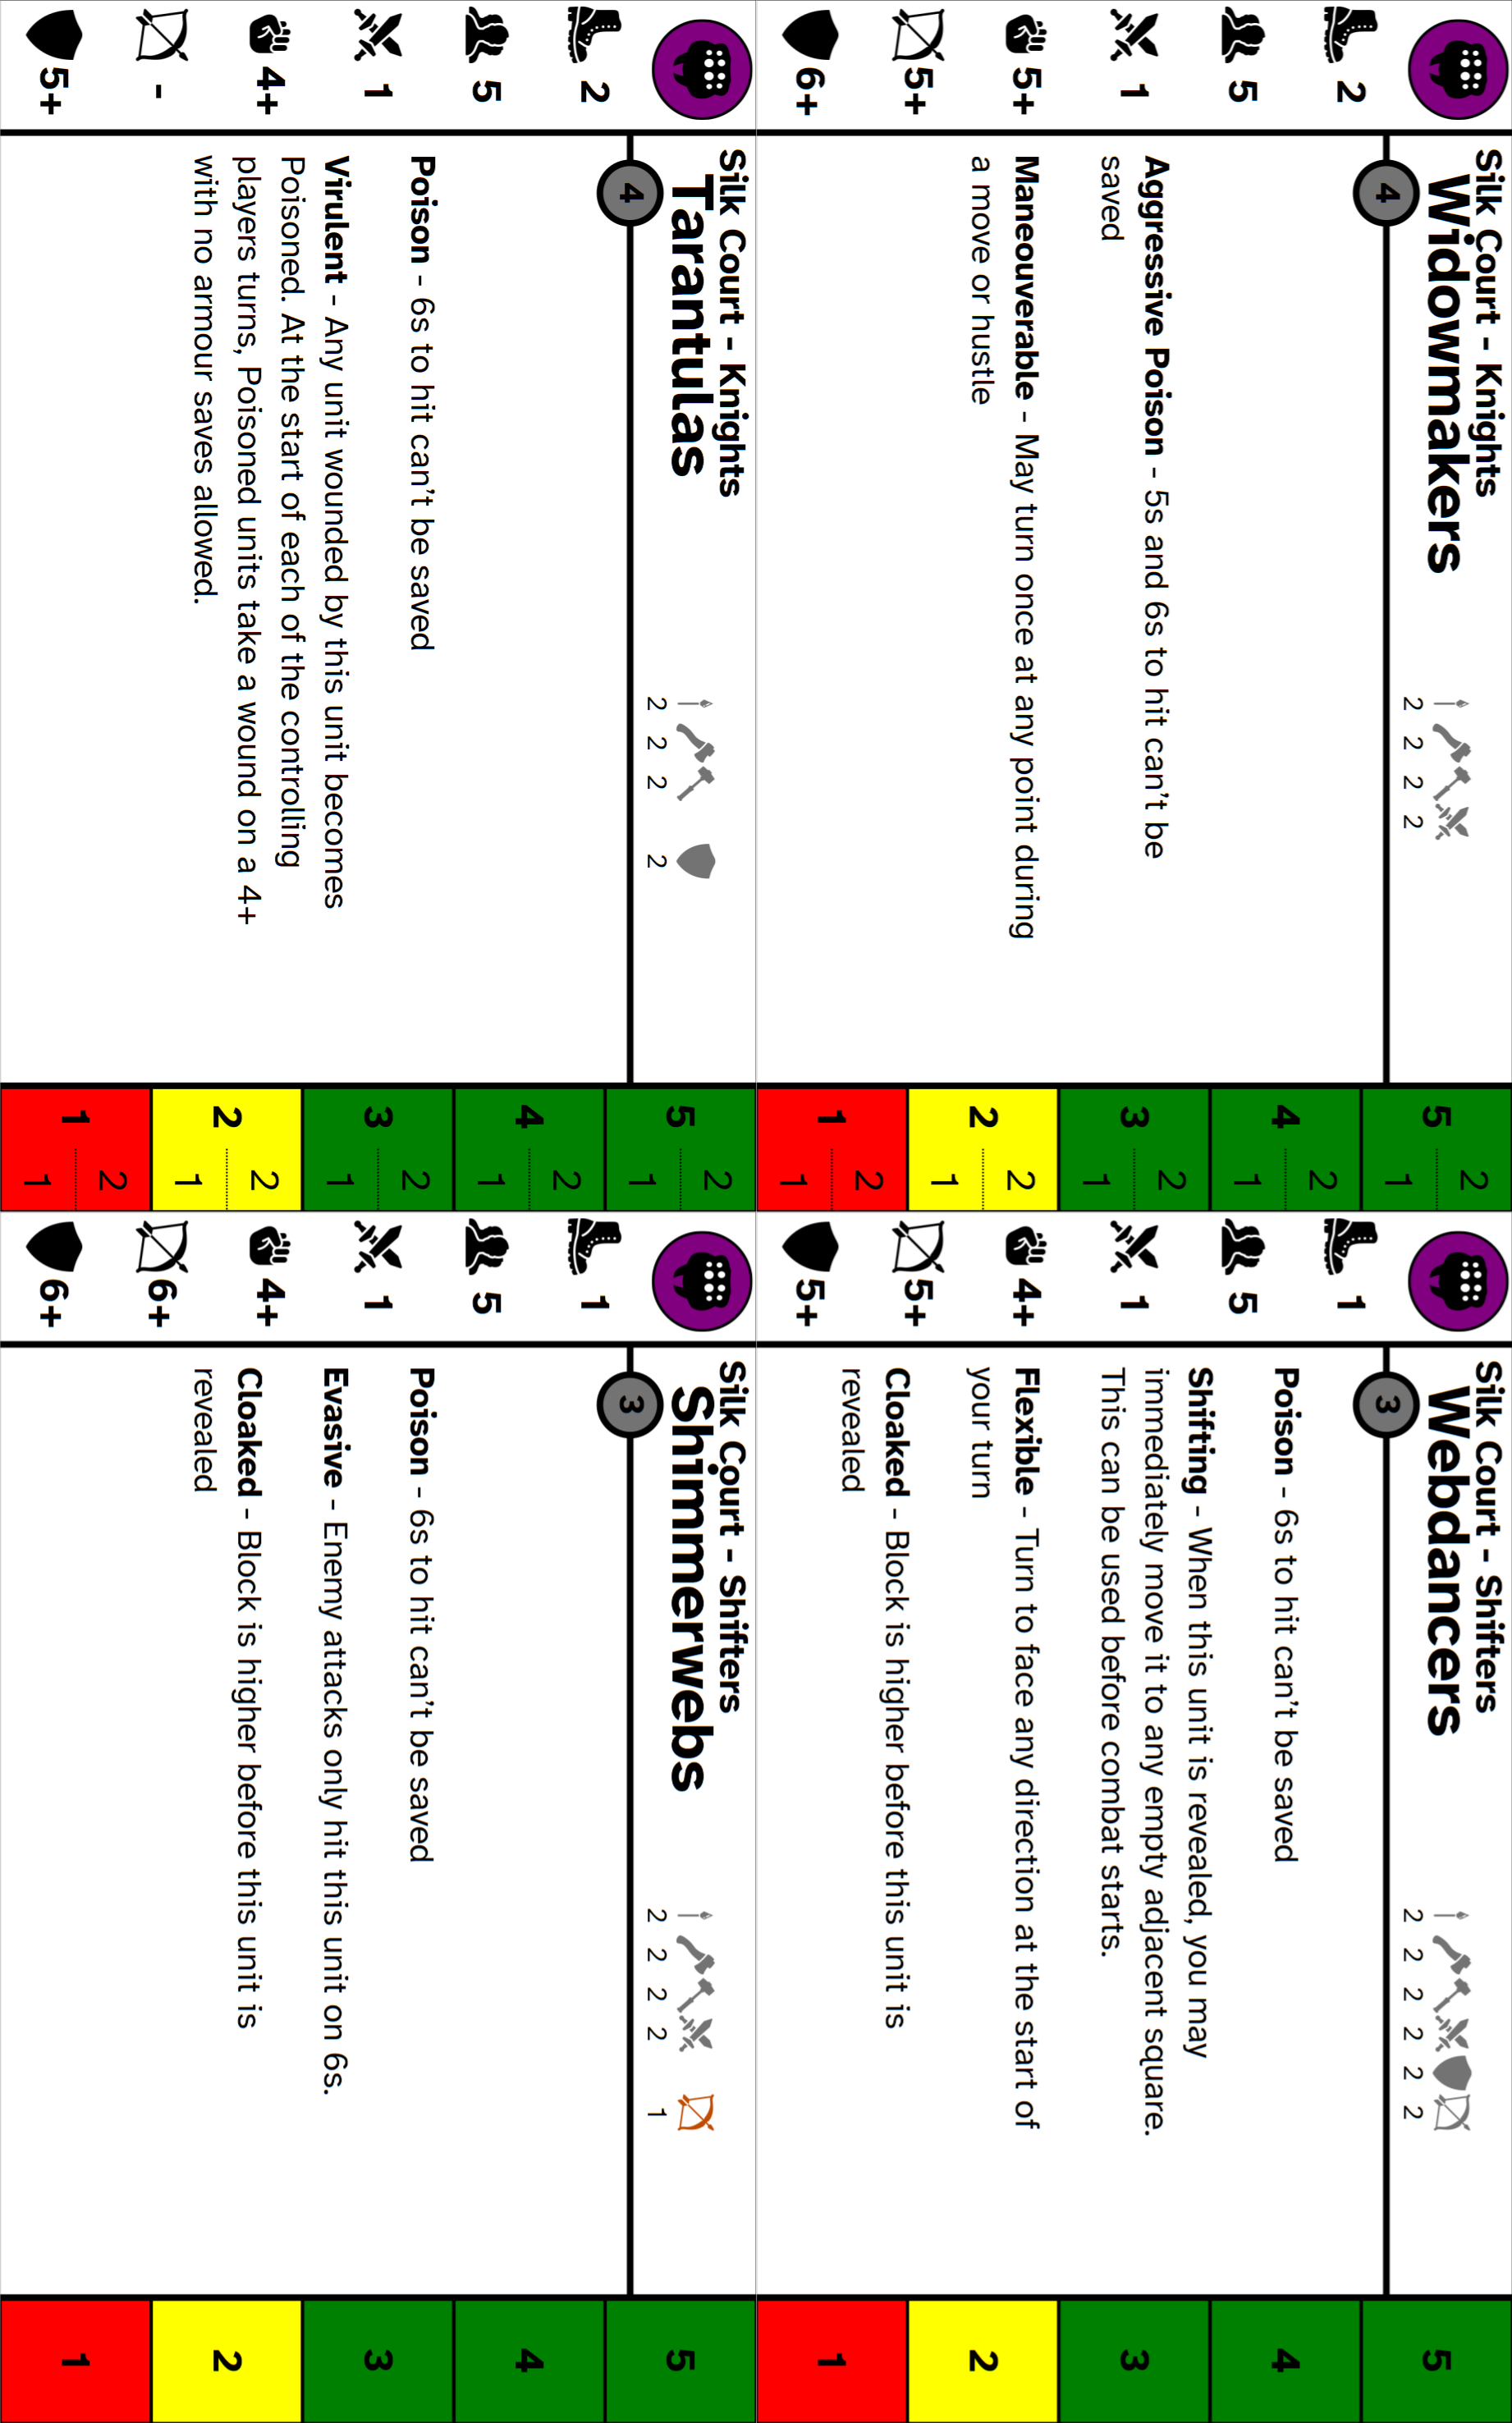 Silk Court - Knights
Widowmakers
2 2 2 2
4
2
5
1
5+
5+
6+
Aggressive Poison - 5s and 6s to hit can’t be
saved
Maneouverable - May turn once at any point during
a move or hustle
5 2 1
4 2 1
3 2 1
2 2 1
1 2 1
Silk Court - Shifters
Webdancers
2 2 2 2 2 2
3
1
5
1
4+
5+
5+
Poison - 6s to hit can’t be saved
Shifting - When this unit is revealed, you may
immediately move it to any empty adjacent square.
This can be used before combat starts.
Flexible - Turn to face any direction at the start of
your turn
Cloaked - Block is higher before this unit is
revealed
5
4
3
2
1
Silk Court - Knights
Tarantulas
2 2 2 2
4
2
5
1
4+
-
5+
Poison - 6s to hit can’t be saved
Virulent - Any unit wounded by this unit becomes
Poisoned. At the start of each of the controlling
players turns, Poisoned units take a wound on a 4+
with no armour saves allowed.
5 2 1
4 2 1
3 2 1
2 2 1
1 2 1
Silk Court - Shifters
Shimmerwebs
2 2 2 2 1
3
1
5
1
4+
6+
6+
Poison - 6s to hit can’t be saved
Evasive - Enemy attacks only hit this unit on 6s.
Cloaked - Block is higher before this unit is
revealed
5
4
3
2
1